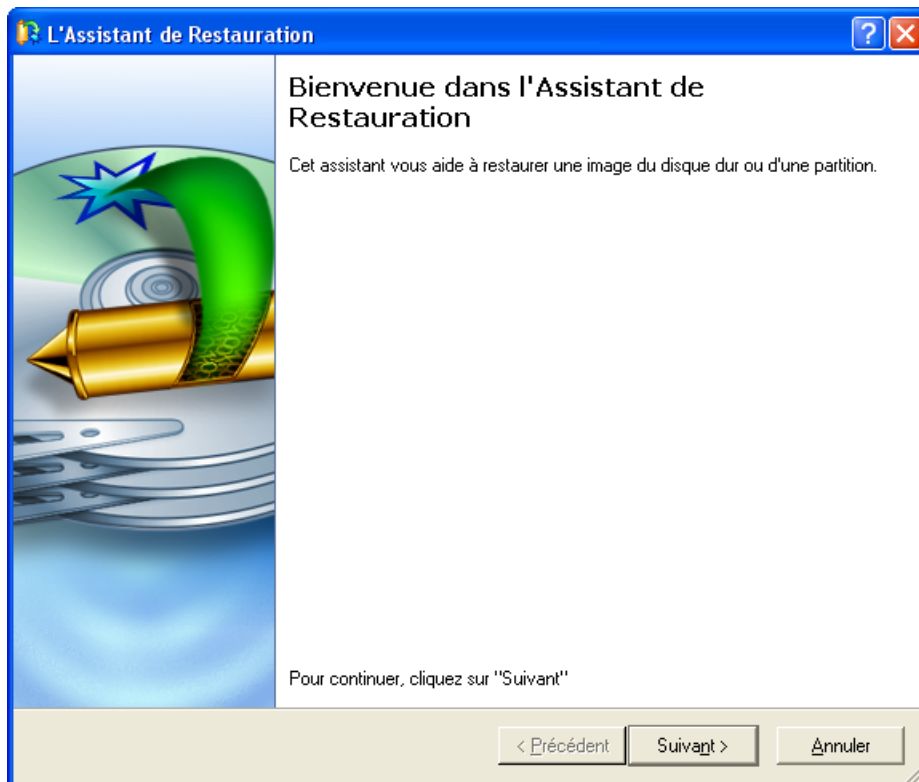 L'Assistant de Restauration
Bienvenue dans l'Assistant de
Restauration
Cet assistant vous aide à restaurer une image du disque dur ou d'une partition.
Pour continuer, cliquez sur "Suivant"
< Précédent
Suivant >
Annuler